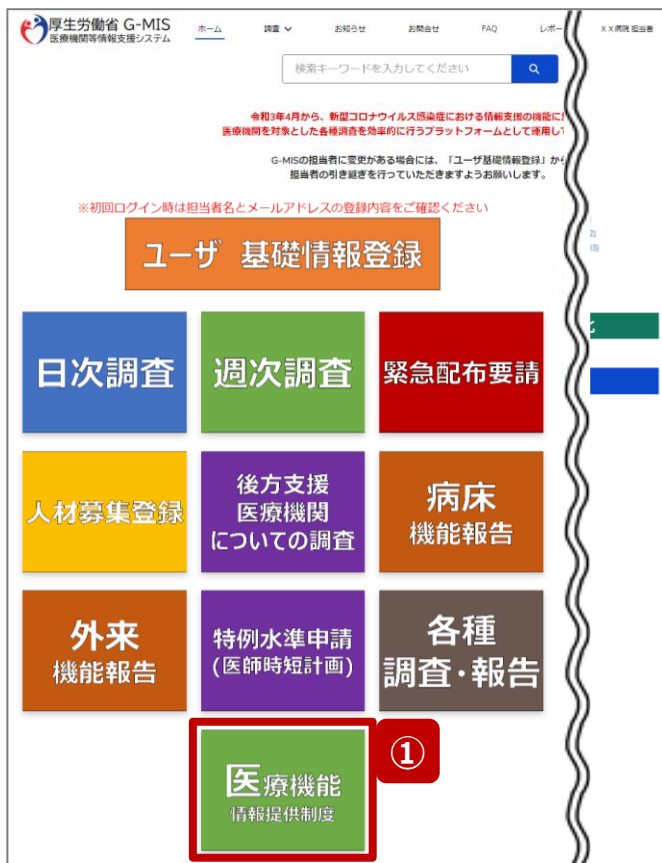 厚生労働省 G-MIS
医療機関等情報支援システム
ホーム 調査 お知らせ お問合せ FAQ レポー XX病院 担当者
検索キーワードを入力してください
令和3年4月から、新型コロナウイルス感染症における情報支援の機能に
医療機関を対象とした各種調査を効率的に行うプラットフォームとして運用し
G-MISの担当者に変更がある場合には、「ユーザ基礎情報登録」か
担当者の引き継ぎを行っていただきますようお願いします。
※初回ログイン時は担当者名とメールアドレスの登録内容をご確認ください
2)
ユーザ 基礎情報登録
日次調査
週次調査
緊急配布要請
人材募集登録
後方支援
医療機関
についての調査
病床
機能報告
外来
機能報告
特例水準申請
(医師時短計画)
各種
調査・報告
①
医療機能
情報提供制度